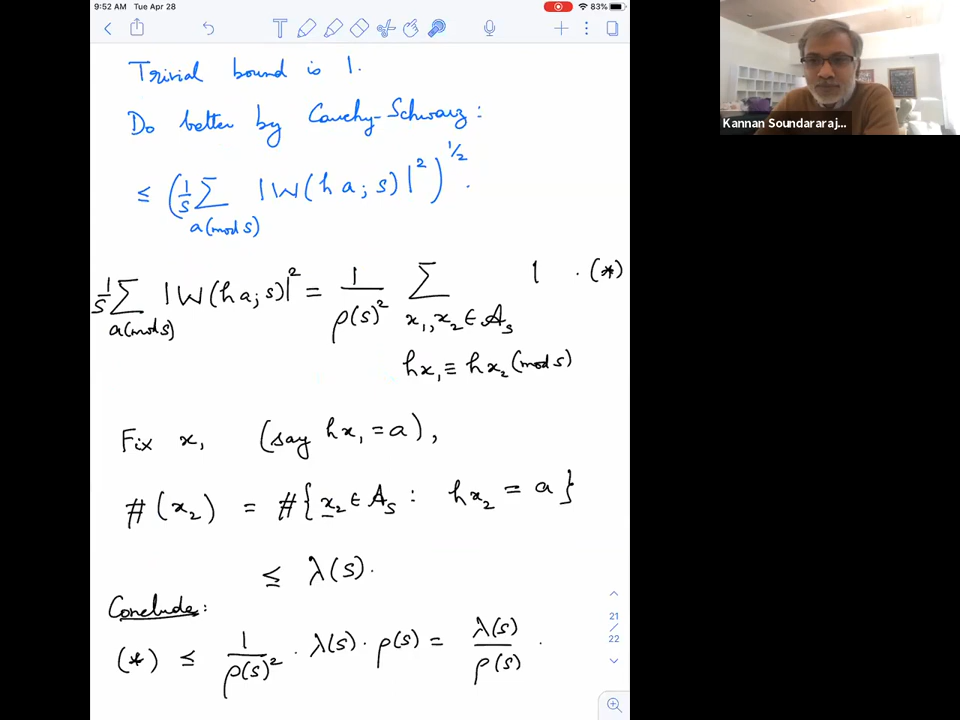 9:52 AM Tue Apr 28
83%
Trivial bound is 1.
Do better by Cauchy-Schwarz:
≤ (1/s ∑_{a(mod s)} |W(ha;s)|²)^{1/2}.
1/s ∑_{a(mod s)} |W(ha;s)|² = 1/ρ(s)² ∑_{x₁,x₂∈𝒜_s, hx₁≡hx₂(mod s)} 1. (*)
Fix x₁ (say hx₁=a),
#(x₂) = #{x₂∈𝒜_s : hx₂=a}
≤ λ(s).
Conclude:
(*) ≤ 1/ρ(s)² · λ(s)·ρ(s) = λ(s)/ρ(s).
21
/
22
Kannan Soundararaj...